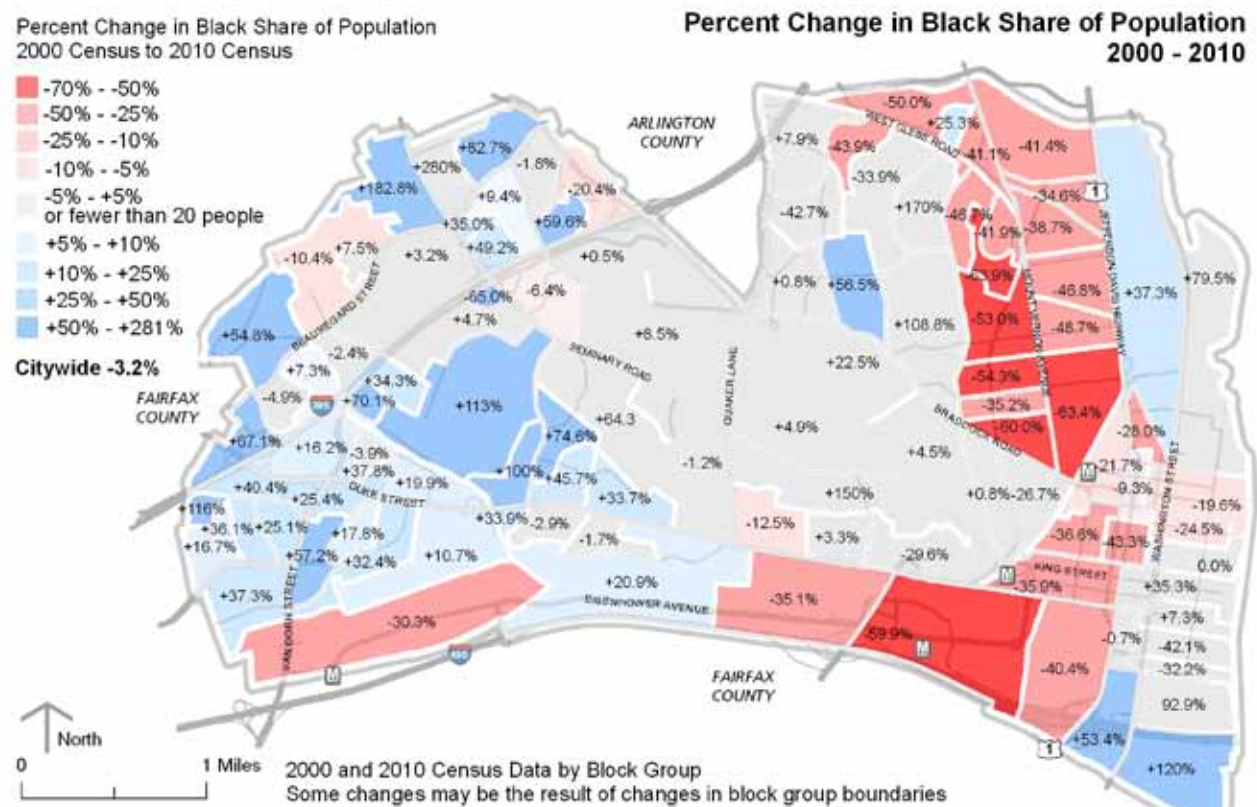 Percent Change in Black Share of Population
2000 Census to 2010 Census
-70% - -50%
-50% - -25%
-25% - -10%
-10% - -5%
-5% - +5%
or fewer than 20 people
+5% - +10%
+10% - +25%
+25% - +50%
+50% - +281%
Citywide -3.2%
Percent Change in Black Share of Population
2000 - 2010
ARLINGTON
COUNTY
FAIRFAX
COUNTY
FAIRFAX
COUNTY
+82.7%
+280%
-1.8%
+182.8%
+9.4%
-20.4%
+35.0%
+59.6%
+49.2%
-10.4%
+7.5%
+3.2%
+0.5%
BEAUREGARD STREET
-65.0%
-6.4%
+4.7%
+54.8%
-2.4%
+7.3%
+34.3%
-4.9%
+70.1%
+113%
SEMINARY ROAD
+8.5%
+64.3
+67.1%
+16.2%
-3.9%
+74.6%
+37.8%
+100%
+45.7%
+40.4%
+25.4%
DUKE STREET
+19.9%
+33.7%
+116%
+36.1%
+25.1%
+17.8%
+33.9%
-2.9%
+16.7%
+57.2%
+32.4%
+10.7%
-1.7%
+37.3%
VAN DORN STREET
-30.3%
+20.9%
EISENHOWER AVENUE
M
-50.0%
WEST GLEBE ROAD
+7.9%
-43.9%
+25.3%
-41.1%
-41.4%
-33.9%
1
-42.7%
+170%
-34.6%
-41.9%
-38.7%
JEFFERSON DAVIS HIGHWAY
+0.8%
+56.5%
-46.8%
+37.3%
+79.5%
+108.8%
-53.0%
-48.7%
MOUNT VERNON AVENUE
+22.5%
-54.3%
QUAKER LANE
-35.2%
-63.4%
BRADDOCK ROAD
-60.0%
-28.0%
+4.9%
+4.5%
WASHINGTON STREET
-1.2%
M
-21.7%
-9.3%
+150%
+0.8%
-26.7%
-19.6%
-12.5%
+3.3%
-36.6%
-43.3%
-24.5%
-29.6%
M
KING STREET
-35.9%
0.0%
+35.3%
-35.1%
+7.3%
-59.9%
M
-0.7%
-42.1%
-40.4%
-32.2%
92.9%
1
+53.4%
+120%
North
0
1 Miles
2000 and 2010 Census Data by Block Group
Some changes may be the result of changes in block group boundaries